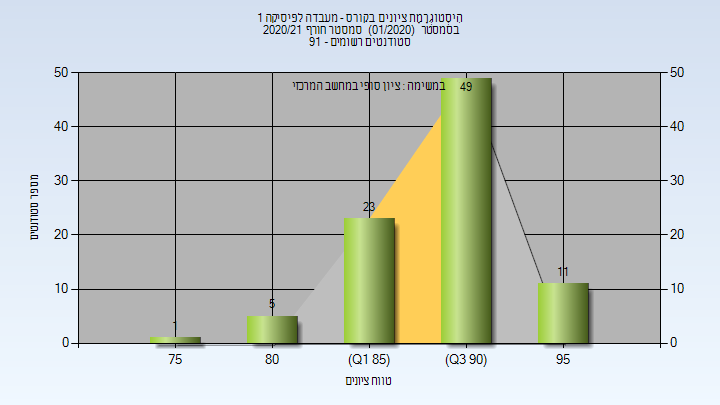 היסטוגרמת ציונים בקורס - מעבדה לפיסיקה 1
בסמסטר (01/2020) סמסטר חורף 2020/21
סטודנטים רשומים - 91
במשימה : ציון סופי במחשב המרכזי
50
40
30
20
10
0
מספר סטודנטים
1
5
23
49
11
50
40
30
20
10
0
75
80
(Q1 85)
(Q3 90)
95
טווח ציונים